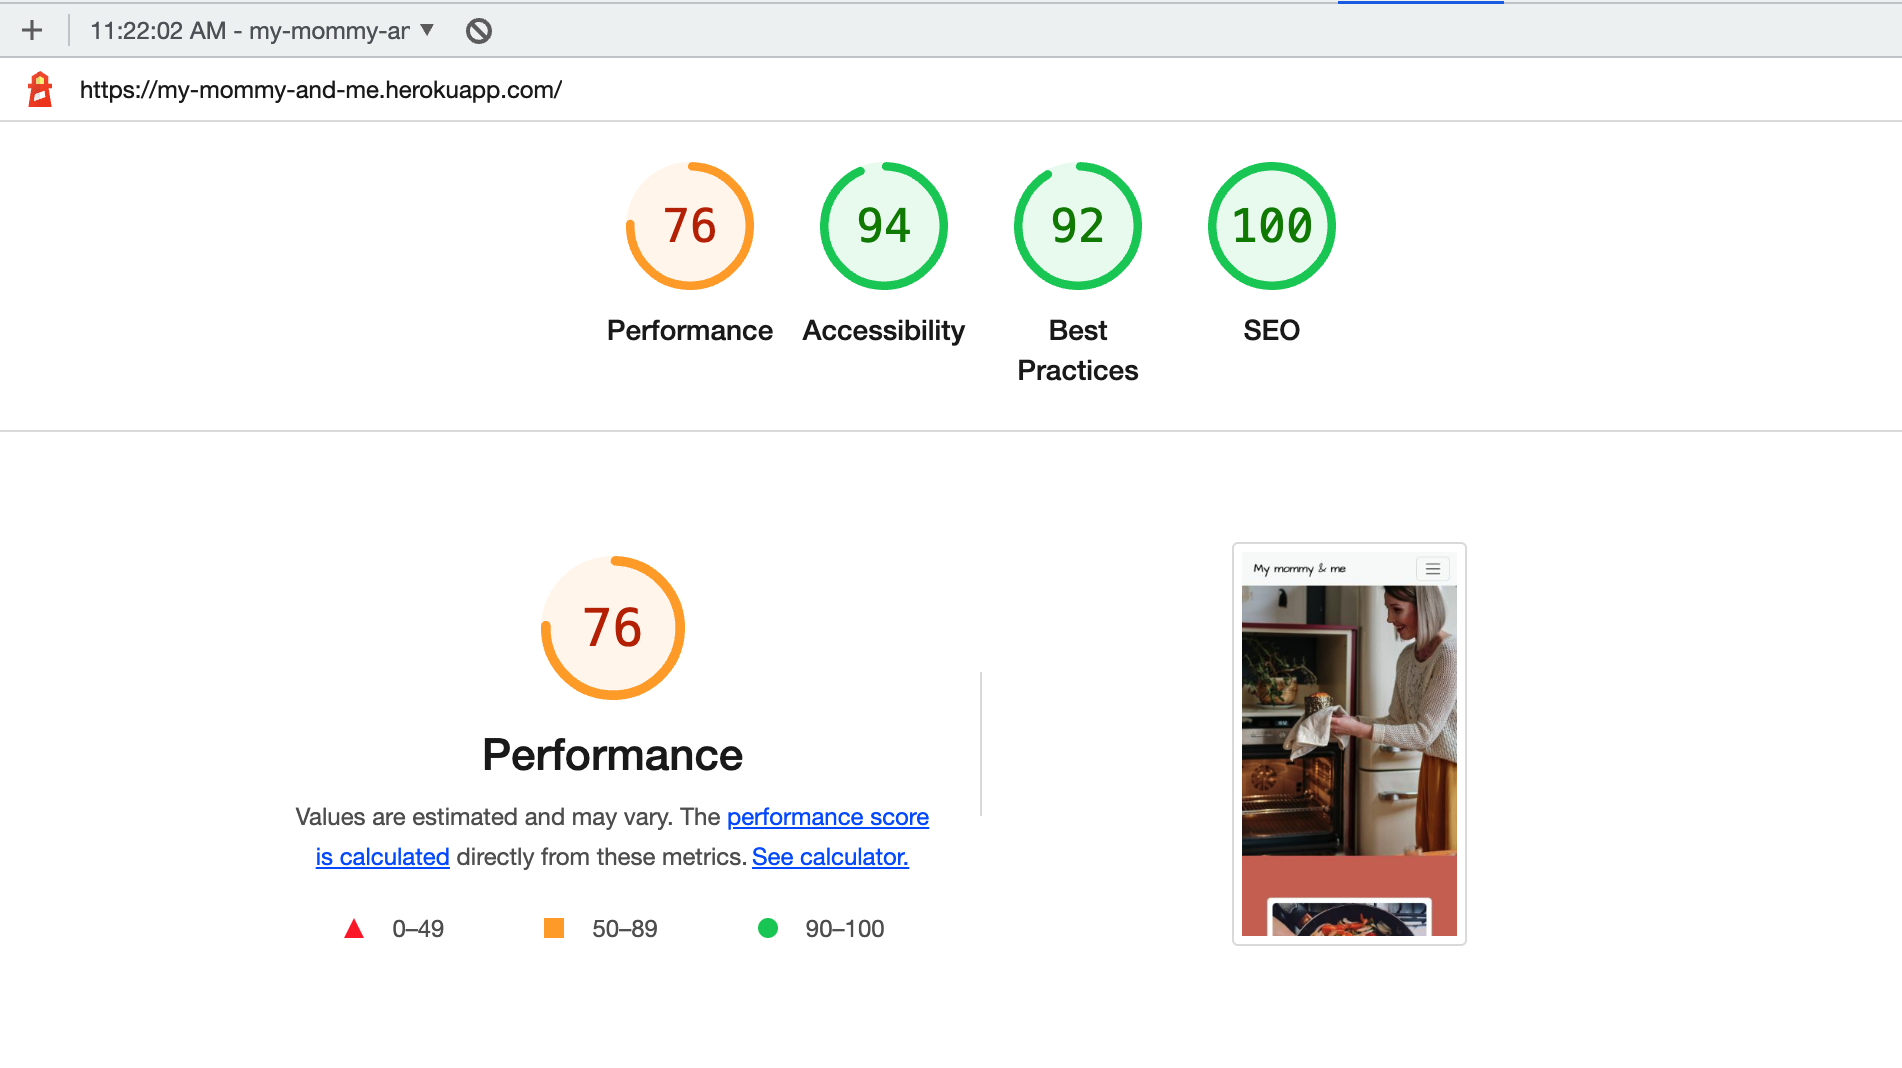 11:22:02 AM - my-mommy-ar
https://my-mommy-and-me.herokuapp.com/
76 94 92 100
Performance Accessibility Best Practices SEO
My mommy & me
76
Performance
Values are estimated and may vary. The performance score
is calculated directly from these metrics. See calculator.
0–49 50–89 90–100